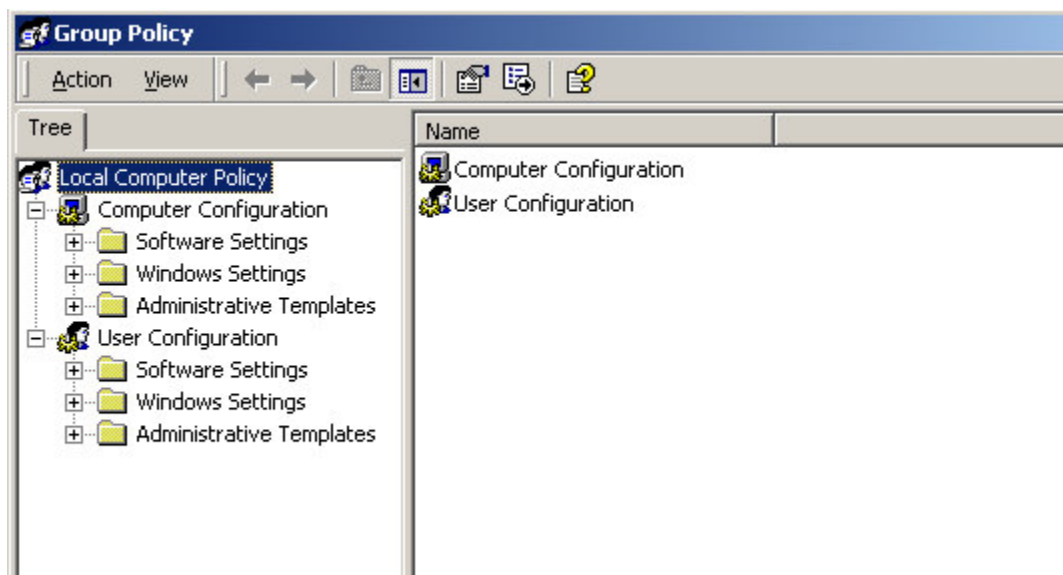 Group Policy
Action View
Tree
Name
Local Computer Policy
Computer Configuration
Software Settings
Windows Settings
Administrative Templates
User Configuration
Software Settings
Windows Settings
Administrative Templates
Computer Configuration
User Configuration